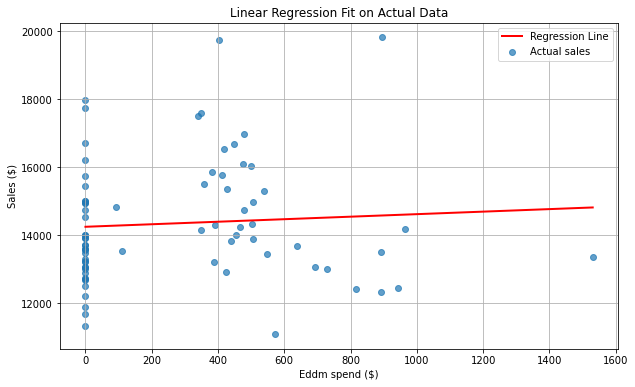 Linear Regression Fit on Actual Data
Regression Line
Actual sales
20000
18000
16000
14000
12000
Sales ($)
0 200 400 600 800 1000 1200 1400 1600
Eddm spend ($)